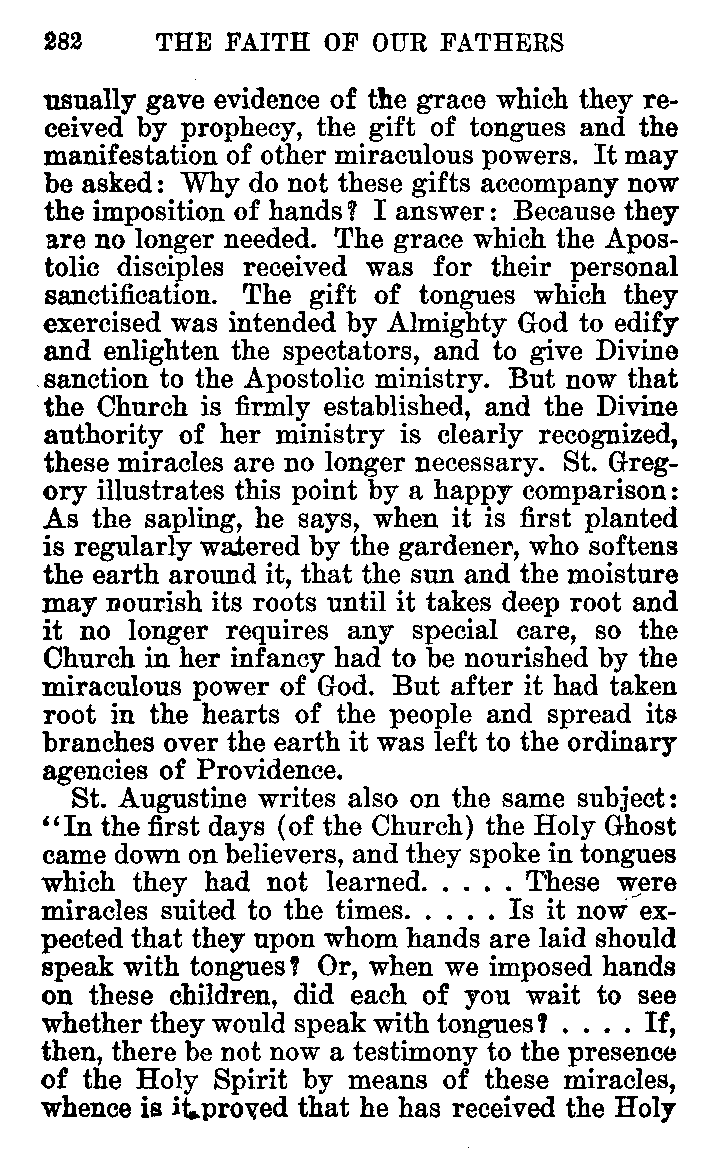 282 THE FAITH OF OUR FATHERS
usually gave evidence of the grace which they re-
ceived by prophecy, the gift of tongues and the
manifestation of other miraculous powers. It may
be asked: Why do not these gifts accompany now
the imposition of hands? I answer: Because they
are no longer needed. The grace which the Apos-
tolic disciples received was for their personal
sanctification. The gift of tongues which they
exercised was intended by Almighty God to edify
and enlighten the spectators, and to give Divine
sanction to the Apostolic ministry. But now that
the Church is firmly established, and the Divine
authority of her ministry is clearly recognized,
these miracles are no longer necessary. St. Greg-
ory illustrates this point by a happy comparison:
As the sapling, he says, when it is first planted
is regularly watered by the gardener, who softens
the earth around it, that the sun and the moisture
may nourish its roots until it takes deep root and
it no longer requires any special care, so the
Church in her infancy had to be nourished by the
miraculous power of God. But after it had taken
root in the hearts of the people and spread its
branches over the earth it was left to the ordinary
agencies of Providence.
St. Augustine writes also on the same subject:
“In the first days (of the Church) the Holy Ghost
came down on believers, and they spoke in tongues
which they had not learned. . . . . These were
miracles suited to the times. . . . . Is it now ex-
pected that they upon whom hands are laid should
speak with tongues? Or, when we imposed hands
on these children, did each of you wait to see
whether they would speak with tongues? . . . . If,
then, there be not now a testimony to the presence
of the Holy Spirit by means of these miracles,
whence is it proved that he has received the Holy